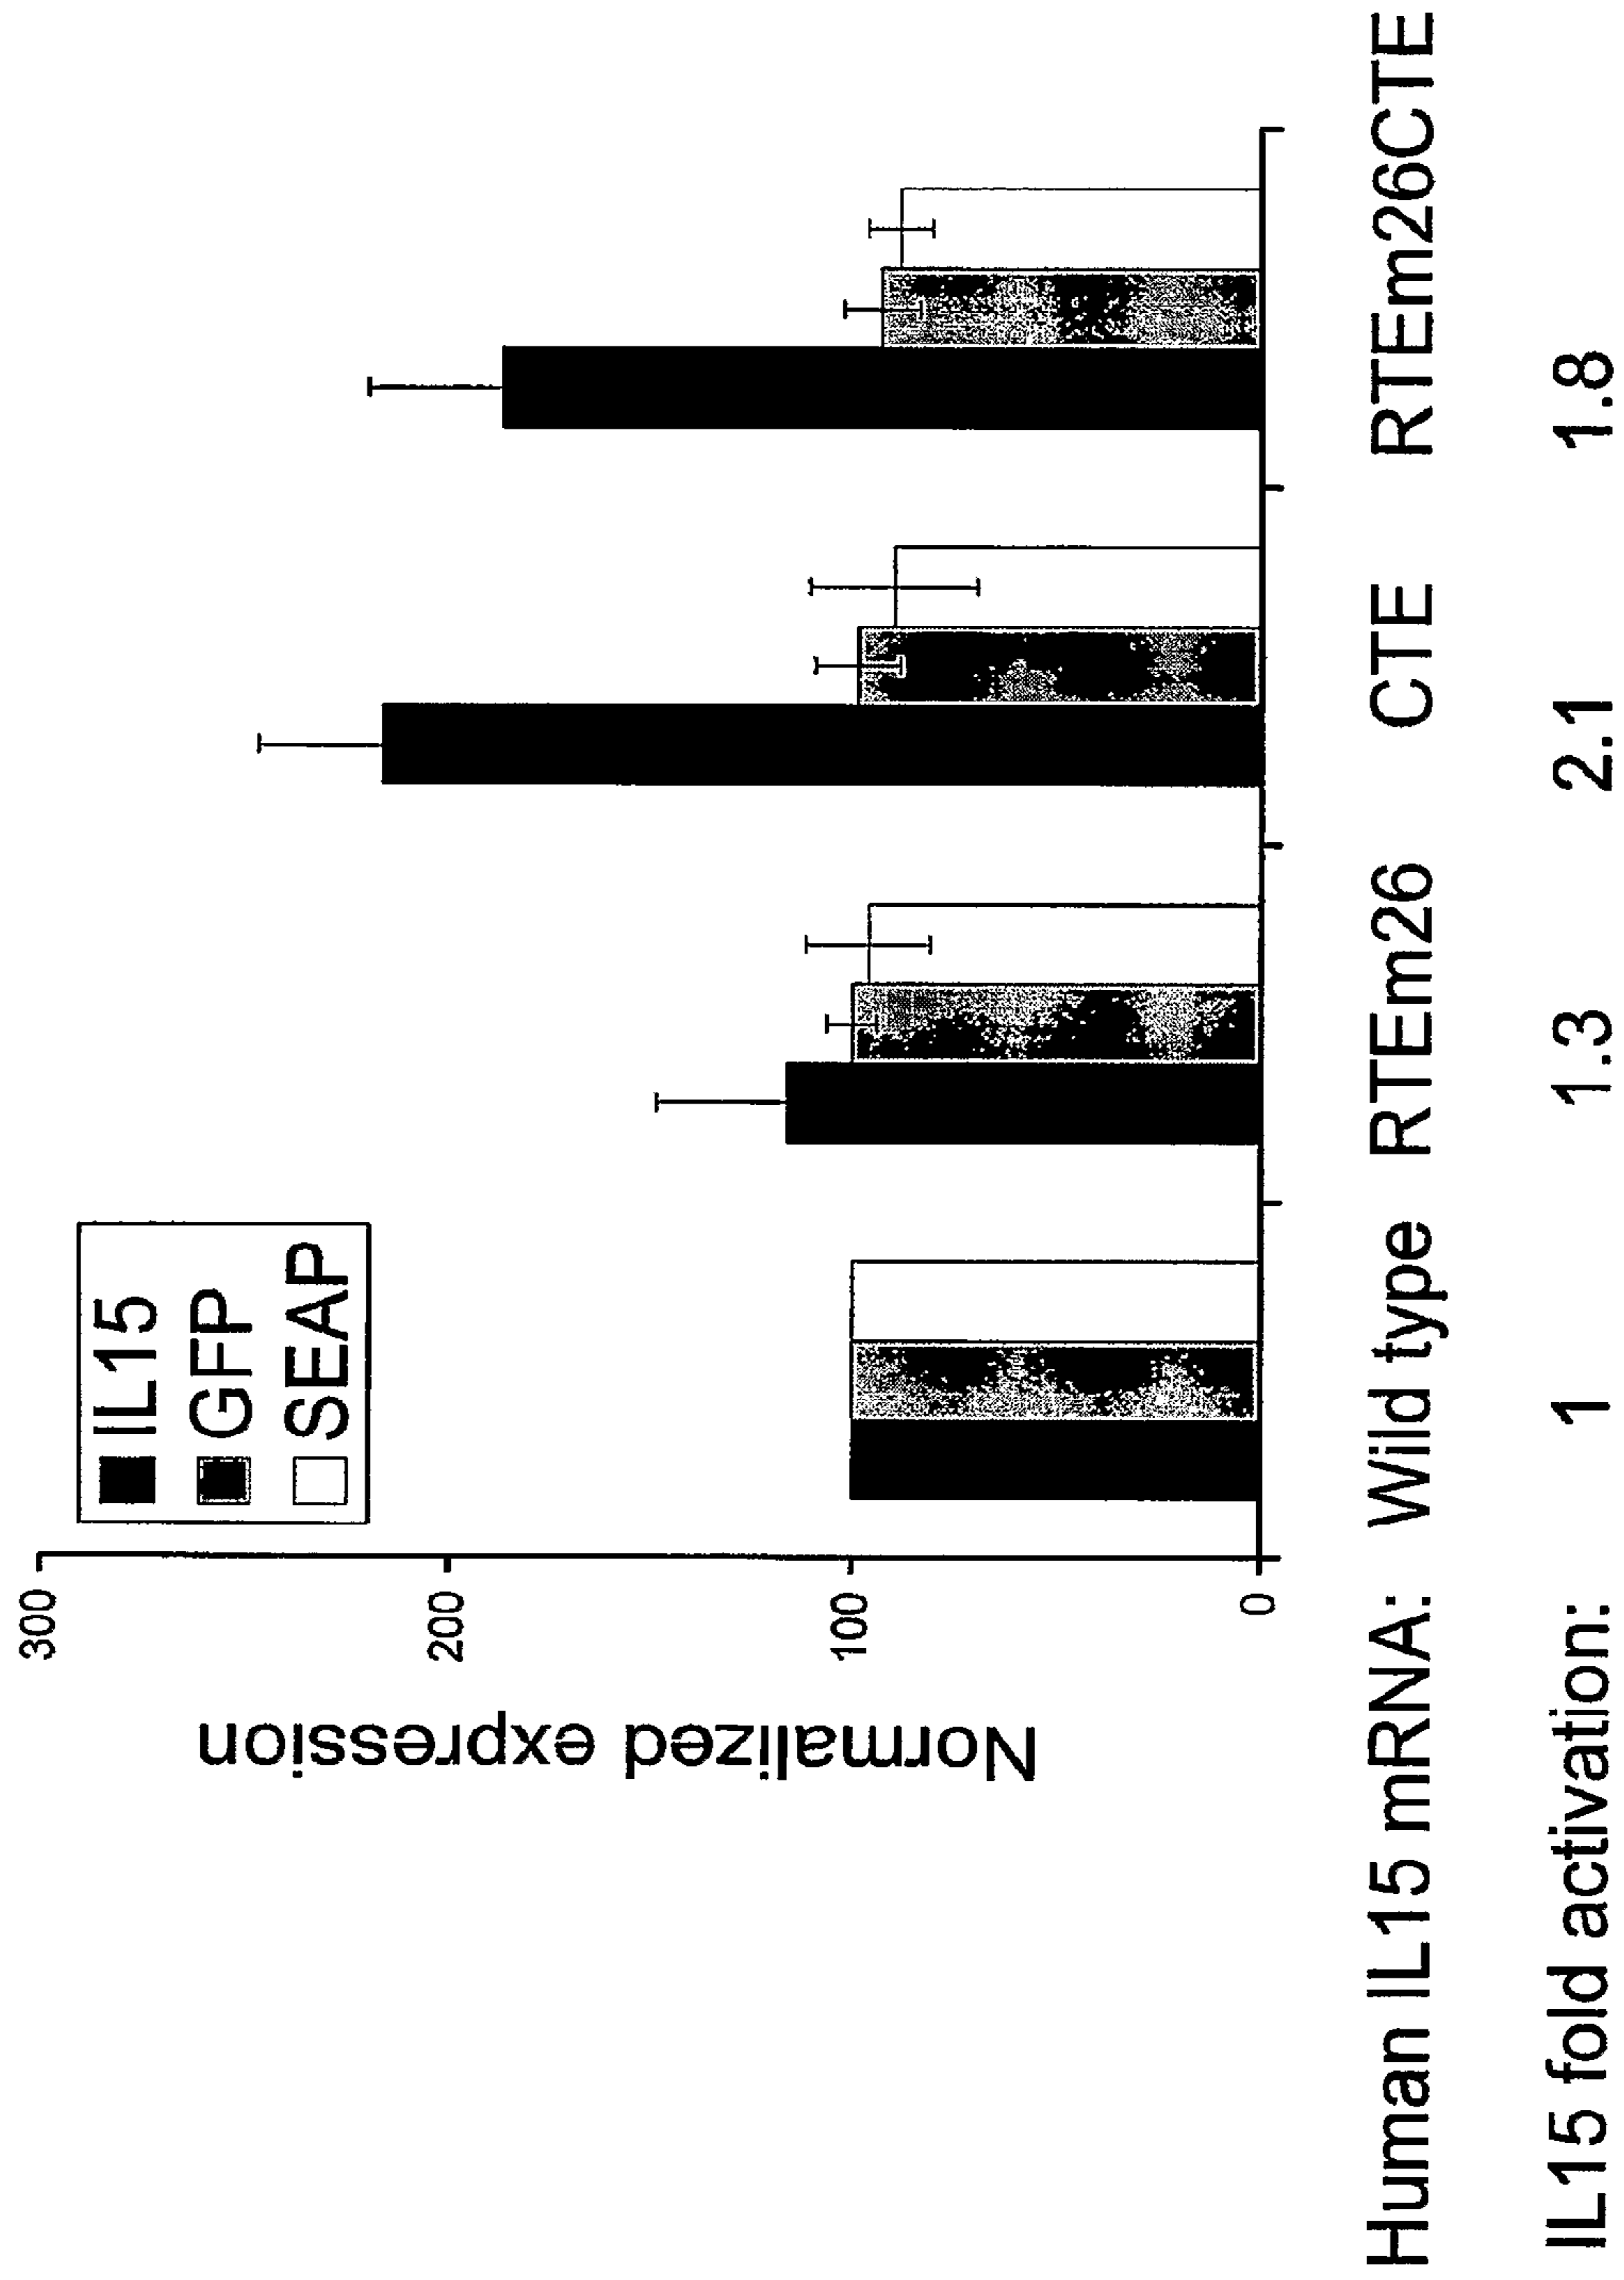 300
200
100
0
Normalized expression
IL15
GFP
SEAP
Human IL15 mRNA: Wild type RTEm26 CTE RTEm26CTE
IL15 fold activation: 1 1.3 2.1 1.8